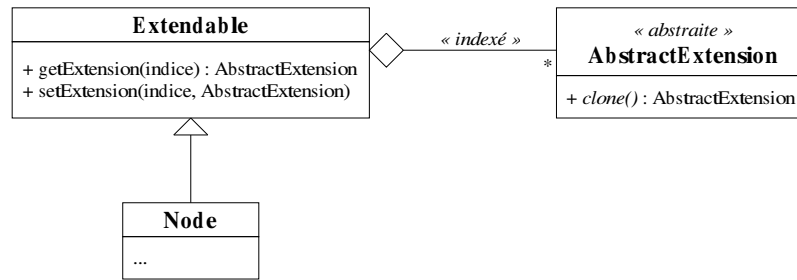 Extendable
+ getExtension(indice) : AbstractExtension
+ setExtension(indice, AbstractExtension)
« indexé »
*
« abstraite »
AbstractExtension
+ clone() : AbstractExtension
Node
...